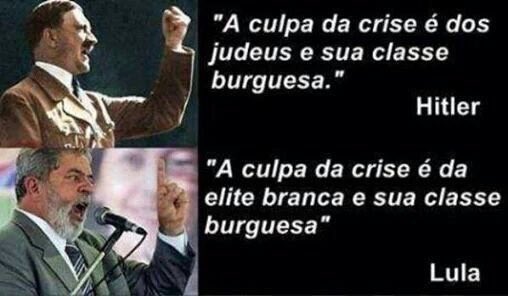 "A culpa da crise é dos
judeus e sua classe
burguesa."
Hitler
"A culpa da crise é da
elite branca e sua classe
burguesa"
Lula